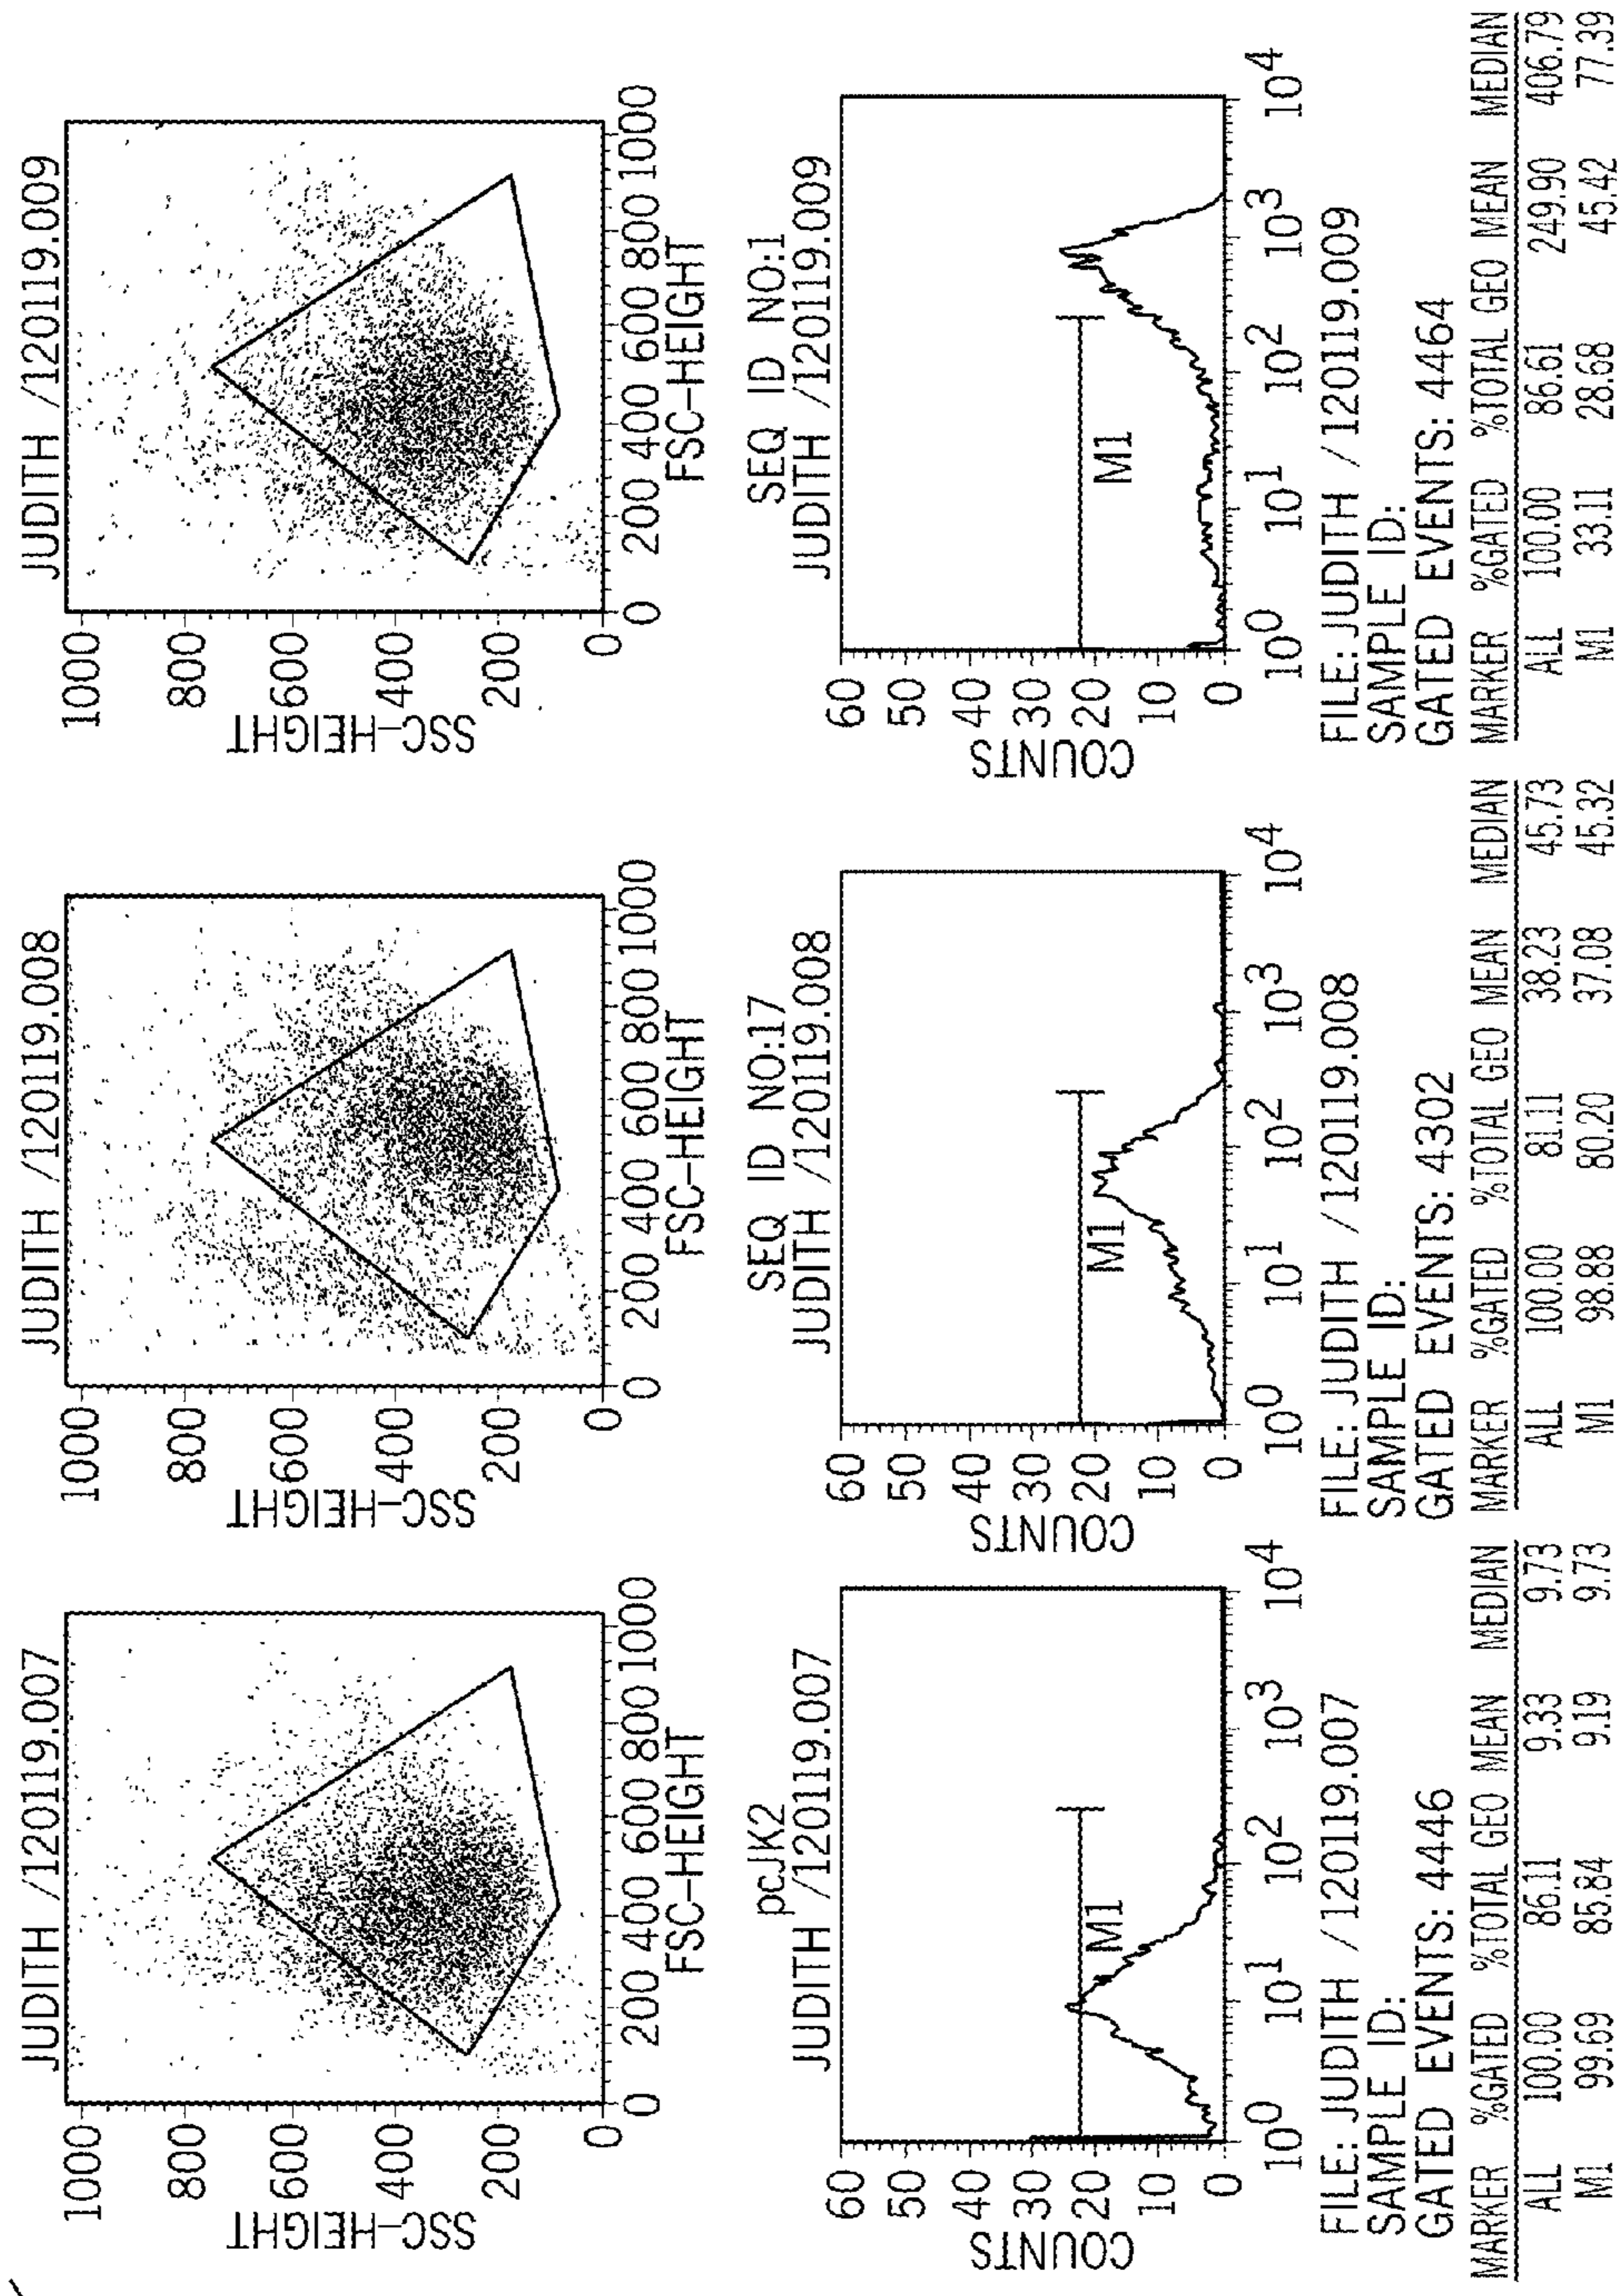 JUDITH /120119.007
1000
800
600
400
200
0
SSC-HEIGHT
0 200 400 600 800 1000
FSC-HEIGHT
pcJK2
JUDITH /120119.007
60
50
40
30
20
10
0
COUNTS
M1
10^0 10^1 10^2 10^3 10^4
FILE: JUDITH /120119.007
SAMPLE ID:
GATED EVENTS: 4446
MARKER %GATED %TOTAL GEO MEAN MEDIAN
ALL 100.00 86.11 9.33 9.73
M1 99.69 85.84 9.19 9.73
JUDITH /120119.008
1000
800
600
400
200
0
SSC-HEIGHT
0 200 400 600 800 1000
FSC-HEIGHT
SEQ ID NO:17
JUDITH /120119.008
60
50
40
30
20
10
0
COUNTS
M1
10^0 10^1 10^2 10^3 10^4
FILE: JUDITH /120119.008
SAMPLE ID:
GATED EVENTS: 4302
MARKER %GATED %TOTAL GEO MEAN MEDIAN
ALL 100.00 81.11 38.23 45.73
M1 98.88 80.20 37.08 45.32
JUDITH /120119.009
1000
800
600
400
200
0
SSC-HEIGHT
0 200 400 600 800 1000
FSC-HEIGHT
SEQ ID NO:1
JUDITH /120119.009
60
50
40
30
20
10
0
COUNTS
M1
10^0 10^1 10^2 10^3 10^4
FILE: JUDITH /120119.009
SAMPLE ID:
GATED EVENTS: 4464
MARKER %GATED %TOTAL GEO MEAN MEDIAN
ALL 100.00 86.61 249.90 406.79
M1 33.11 28.68 45.42 77.39